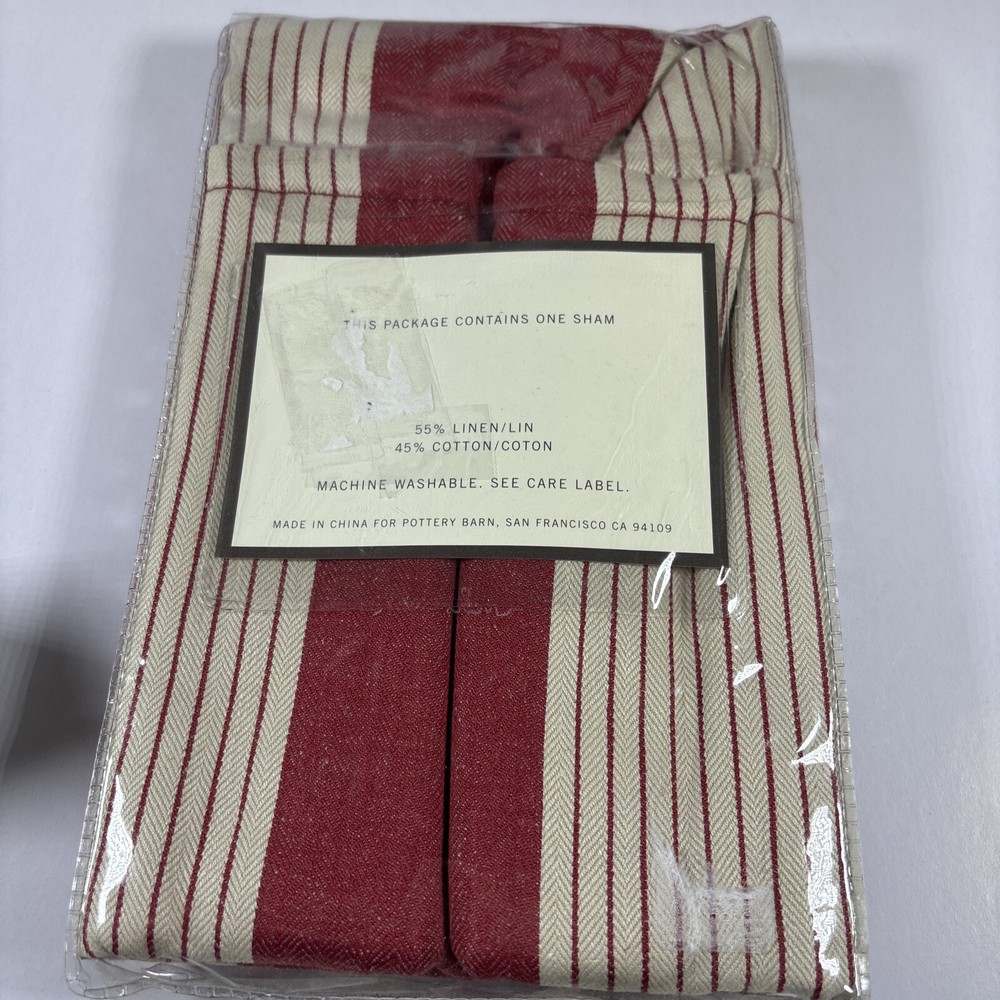 THIS PACKAGE CONTAINS ONE SHAM
55% LINEN/LIN
45% COTTON/COTON
MACHINE WASHABLE. SEE CARE LABEL.
MADE IN CHINA FOR POTTERY BARN, SAN FRANCISCO CA 94109